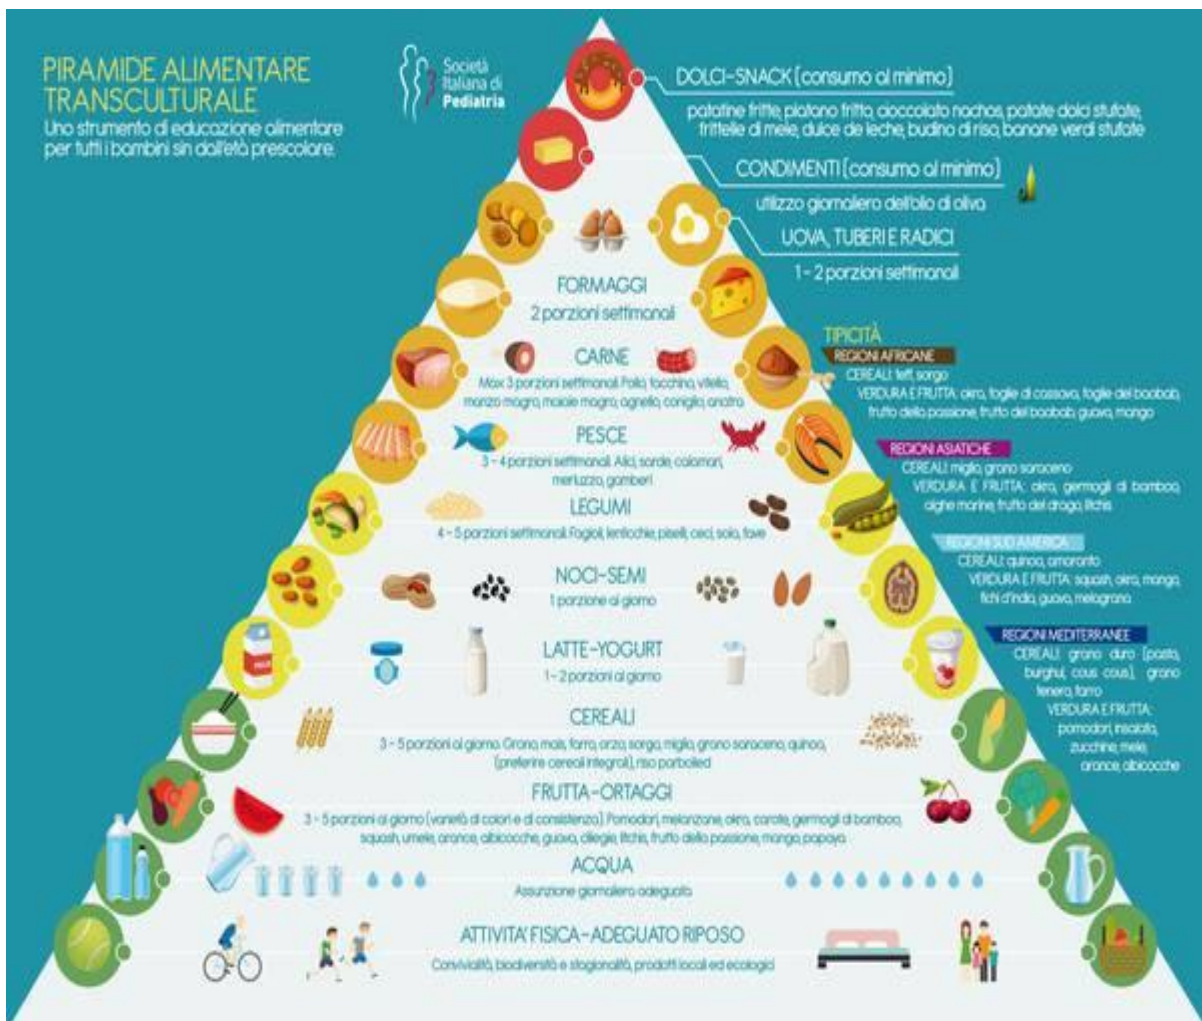 PIRAMIDE ALIMENTARE
TRANSCULTURALE
Uno strumento di educazione alimentare
per tutti i bambini sin dall'età prescolare.
Società
Italiana di
Pediatria
DOLCI-SNACK (consumo al minimo)
patatine fritte, platano fritto, cioccolato nachos, patate dolci stufate,
frittelle di mele, dulce de leche, budino di riso, banane verdi stufate
CONDIMENTI (consumo al minimo)
utilizzo giornaliero dell'olio di oliva
UOVA, TUBERI E RADICI
1-2 porzioni settimanali
FORMAGGI
2 porzioni settimanali
CARNE
Max 3 porzioni settimanali. Pollo, tacchino, vitello,
manzo magro, maiale magro, agnello, coniglio, anatra
PESCE
3-4 porzioni settimanali. Alici, sarde, calamari,
merluzzo, gamberi
LEGUMI
4-5 porzioni settimanali. Fagioli, lenticchie, piselli, ceci, soia, fave
NOCI-SEMI
1 porzione al giorno
MILK
LATTE-YOGURT
1-2 porzioni al giorno
CEREALI
3-5 porzioni al giorno. Grano, mais, farro, orzo, sorgo, miglio, grano saraceno, quinoa,
(preferire cereali integrali), riso parboiled
FRUTTA-ORTAGGI
3-5 porzioni al giorno (varietà di colori e di consistenza). Pomodori, melanzane, okra, carote, germogli di bamboo,
squash, umele, arance, albicocche, guava, ciliegie, litchis, frutto della passione, mango, papaya
ACQUA
Assunzione giornaliera adeguata
ATTIVITA' FISICA-ADEGUATO RIPOSO
Convivialità, biodiversità e stagionalità, prodotti locali ed ecologici
TIPICITÀ
REGIONI AFRICANE
CEREALI: teff, sorgo
VERDURA E FRUTTA: okra, foglie di cassava, foglie del baobab,
frutto della passione, frutto del baobab, guava, mango
REGIONI ASIATICHE
CEREALI: miglio, grano saraceno
VERDURA E FRUTTA: okra, germogli di bamboo,
alghe marine, frutto del drago, litchis
REGIONI SUD AMERICA
CEREALI: quinoa, amaranto
VERDURA E FRUTTA: squash, okra, mango,
fichi d'india, guava, melograno
REGIONI MEDITERRANEE
CEREALI: grano duro (pasta,
burghul, cous cous), grano
tenero, farro
VERDURA E FRUTTA:
pomodori, insalata,
zucchine, mele,
arance, albicocche